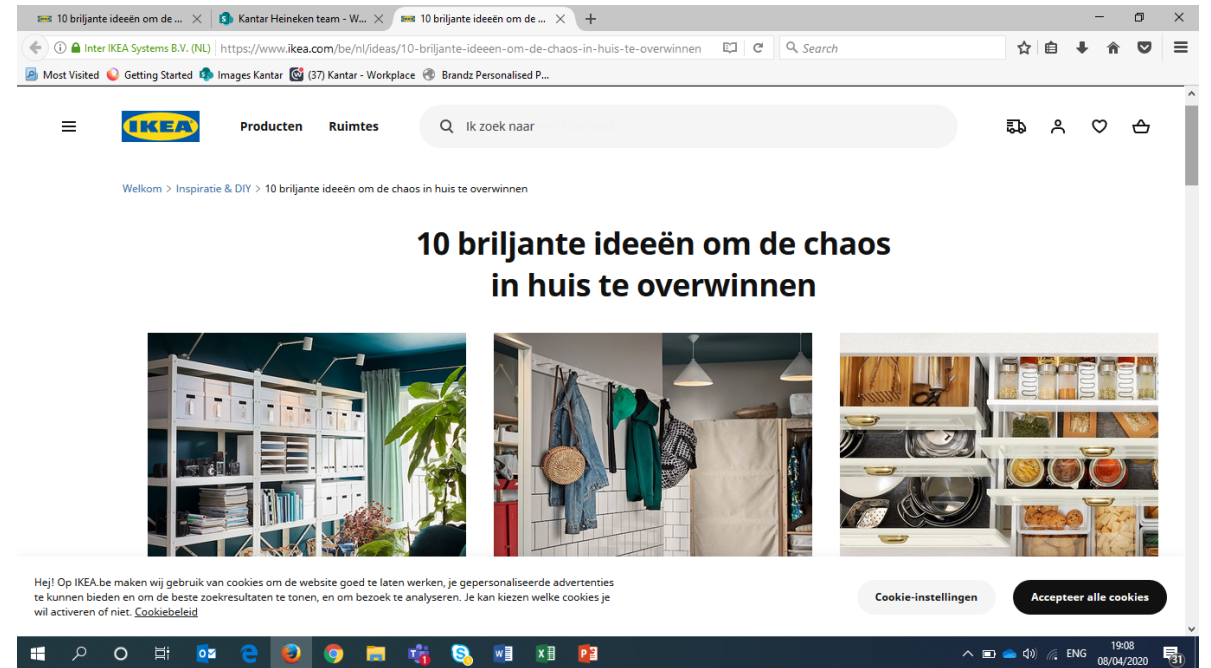 10 briljante ideeën om de ...
Kantar Heineken team - W...
10 briljante ideeën om de ...
Inter IKEA Systems B.V. (NL)
https://www.ikea.com/be/nl/ideas/10-briljante-ideeen-om-de-chaos-in-huis-te-overwinnen
Search
Most Visited
Getting Started
Images Kantar
(37) Kantar - Workplace
Brandz Personalised P...
IKEA
Producten
Ruimtes
Ik zoek naar
Welkom > Inspiratie & DIY > 10 briljante ideeën om de chaos in huis te overwinnen
10 briljante ideeën om de chaos
in huis te overwinnen
Hej! Op IKEA.be maken wij gebruik van cookies om de website goed te laten werken, je gepersonaliseerde advertenties
te kunnen bieden en om de beste zoekresultaten te tonen, en om bezoek te analyseren. Je kan kiezen welke cookies je
wil activeren of niet. Cookiebeleid
Cookie-instellingen
Accepteer alle cookies
ENG
19:08
08/04/2020
31